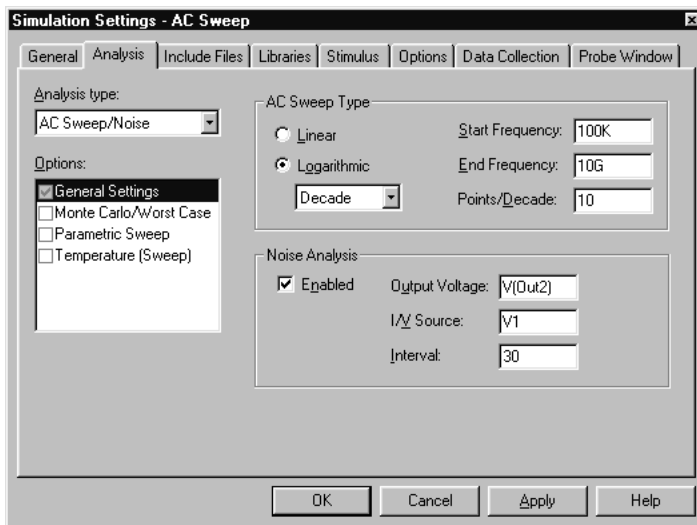 Simulation Settings - AC Sweep
General Analysis Include Files Libraries Stimulus Options Data Collection Probe Window
Analysis type:
AC Sweep/Noise
Options:
General Settings
Monte Carlo/Worst Case
Parametric Sweep
Temperature (Sweep)
AC Sweep Type
Linear
Logarithmic
Decade
Start Frequency: 100K
End Frequency: 10G
Points/Decade: 10
Noise Analysis
Enabled
Output Voltage: V(Out2)
I/V Source: V1
Interval: 30
OK Cancel Apply Help